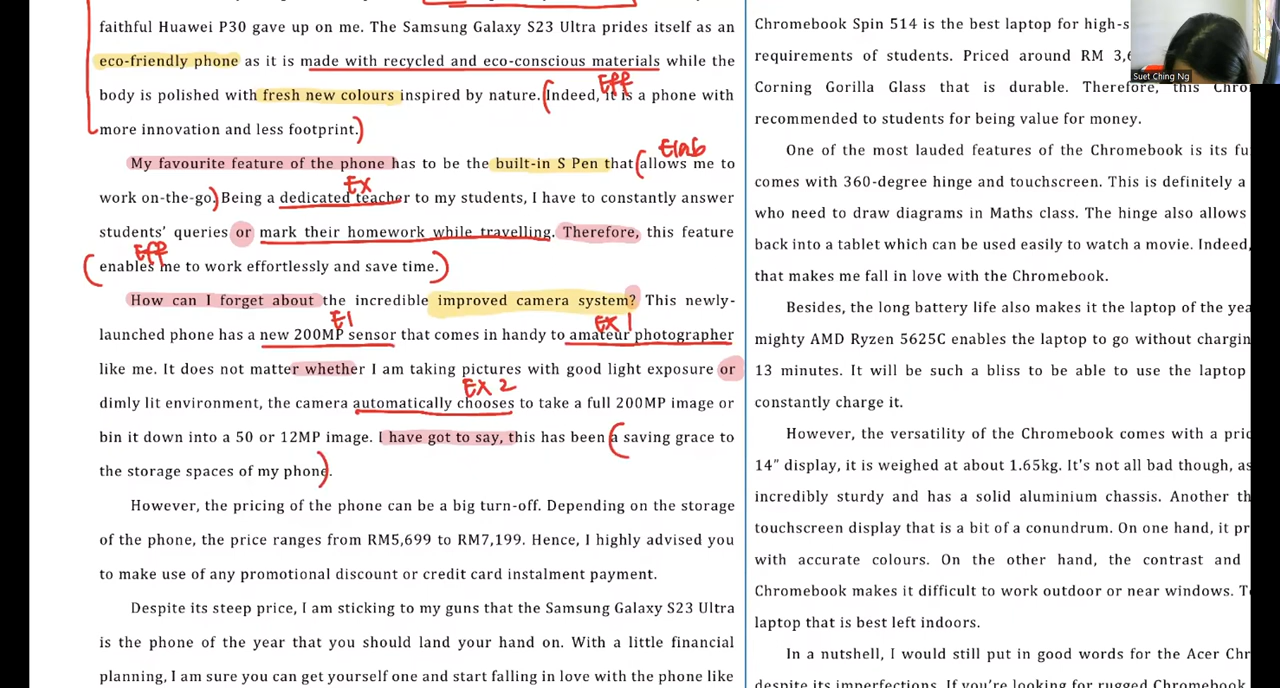 faithful Huawei P30 gave up on me. The Samsung Galaxy S23 Ultra prides itself as an
eco-friendly phone as it is made with recycled and eco-conscious materials while the
Eff
body is polished with fresh new colours inspired by nature. Indeed, it is a phone with
more innovation and less footprint.
Elab
My favourite feature of the phone has to be the built-in S Pen that allows me to
Ex
work on-the-go. Being a dedicated teacher to my students, I have to constantly answer
students' queries or mark their homework while travelling. Therefore, this feature
Eff
enables me to work effortlessly and save time.
How can I forget about the incredible improved camera system? This newly-
E1
Ex 1
launched phone has a new 200MP sensor that comes in handy to amateur photographer
like me. It does not matter whether I am taking pictures with good light exposure or
Ex 2
dimly lit environment, the camera automatically chooses to take a full 200MP image or
bin it down into a 50 or 12MP image. I have got to say, this has been a saving grace to
the storage spaces of my phone.
However, the pricing of the phone can be a big turn-off. Depending on the storage
of the phone, the price ranges from RM5,699 to RM7,199. Hence, I highly advised you
to make use of any promotional discount or credit card instalment payment.
Despite its steep price, I am sticking to my guns that the Samsung Galaxy S23 Ultra
is the phone of the year that you should land your hand on. With a little financial
planning, I am sure you can get yourself one and start falling in love with the phone like
Chromebook Spin 514 is the best laptop for high-s
requirements of students. Priced around RM 3,6
Corning Gorilla Glass that is durable. Therefore, this Chro
recommended to students for being value for money.
One of the most lauded features of the Chromebook is its fu
comes with 360-degree hinge and touchscreen. This is definitely a
who need to draw diagrams in Maths class. The hinge also allows
back into a tablet which can be used easily to watch a movie. Indeed,
that makes me fall in love with the Chromebook.
Besides, the long battery life also makes it the laptop of the yea
mighty AMD Ryzen 5625C enables the laptop to go without chargin
13 minutes. It will be such a bliss to be able to use the laptop
constantly charge it.
However, the versatility of the Chromebook comes with a pric
14” display, it is weighed at about 1.65kg. It's not all bad though, as
incredibly sturdy and has a solid aluminium chassis. Another th
touchscreen display that is a bit of a conundrum. On one hand, it pr
with accurate colours. On the other hand, the contrast and
Chromebook makes it difficult to work outdoor or near windows. T
laptop that is best left indoors.
In a nutshell, I would still put in good words for the Acer Chr
despite its imperfections. If you're looking for rugged Chromebook
Suet Ching Ng